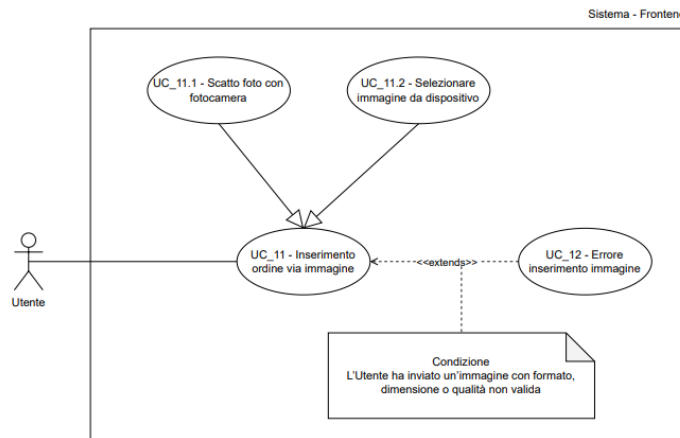 Sistema - Frontend
UC_11.1 - Scatto foto con
fotocamera
UC_11.2 - Selezionare
immagine da dispositivo
UC_11 - Inserimento
ordine via immagine
<<extends>>
UC_12 - Errore
inserimento immagine
Utente
Condizione
L'Utente ha inviato un'immagine con formato,
dimensione o qualità non valida